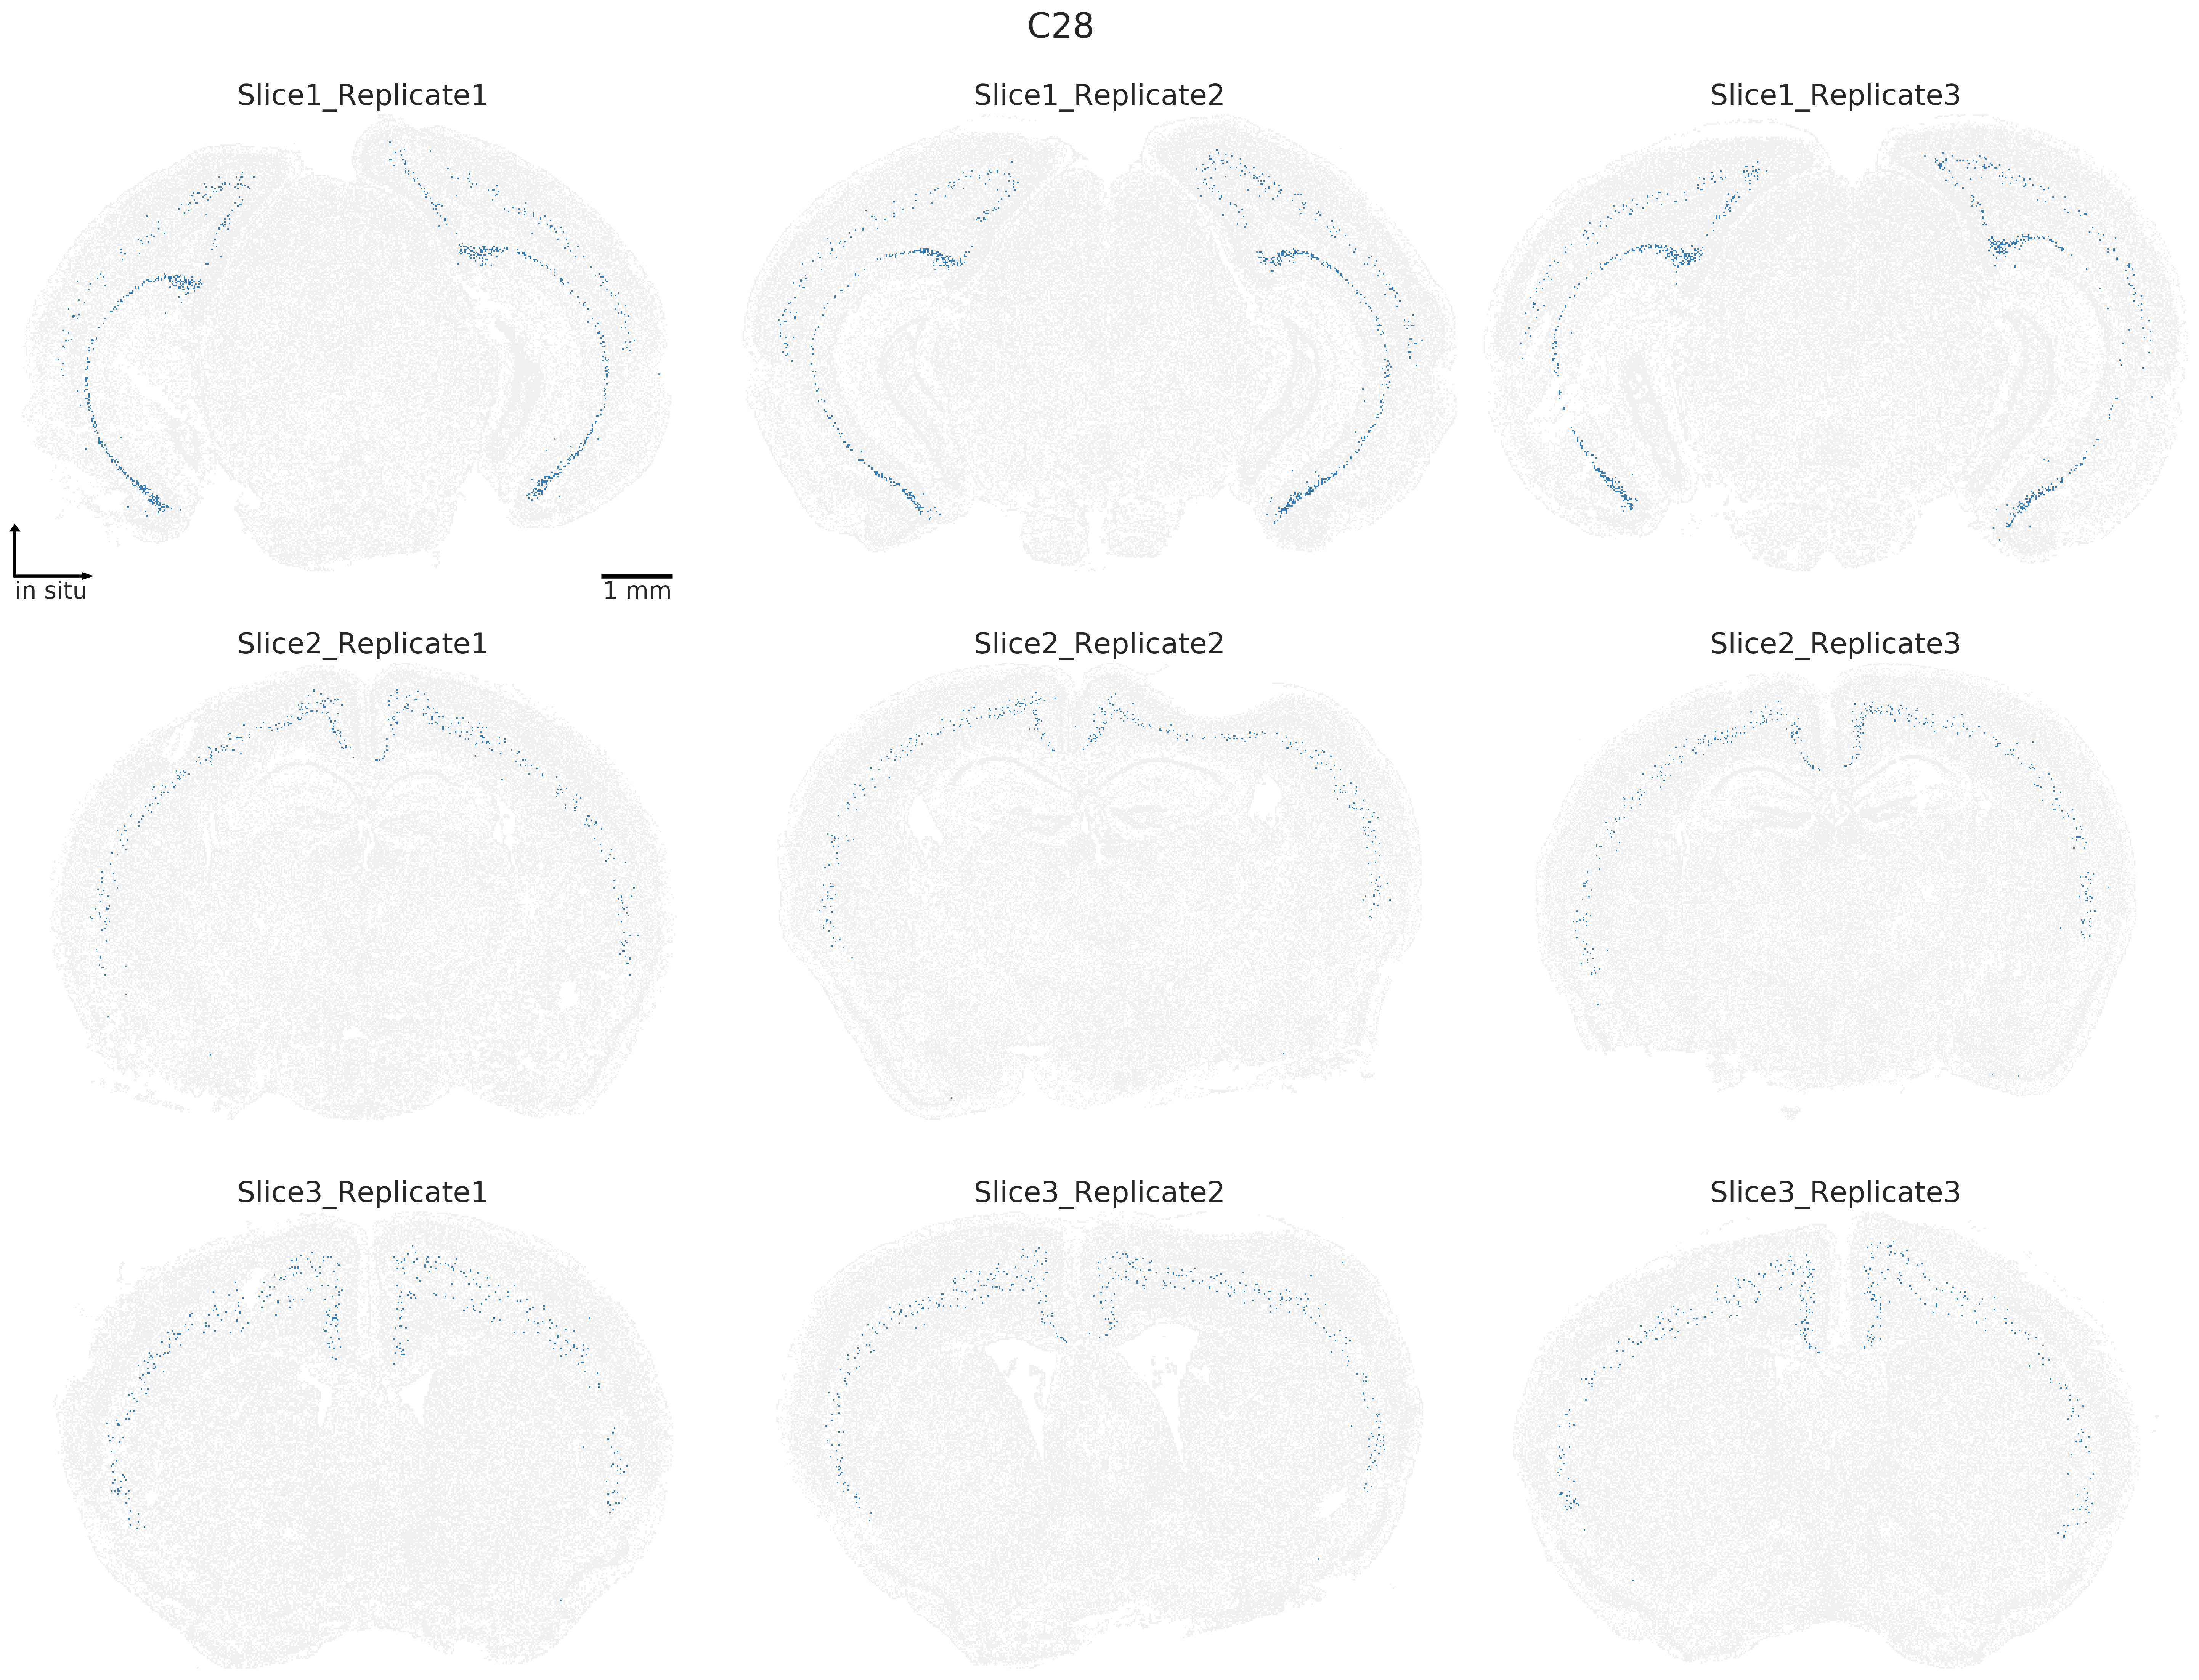 C28
Slice1_Replicate1
Slice1_Replicate2
Slice1_Replicate3
in situ
1 mm
Slice2_Replicate1
Slice2_Replicate2
Slice2_Replicate3
Slice3_Replicate1
Slice3_Replicate2
Slice3_Replicate3